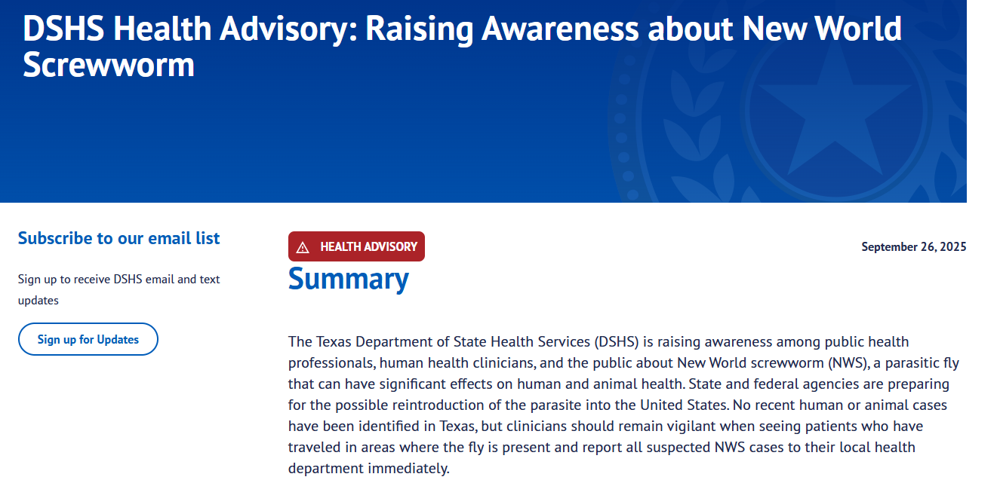 DSHS Health Advisory: Raising Awareness about New World
Screwworm
Subscribe to our email list
Sign up to receive DSHS email and text
updates
Sign up for Updates
HEALTH ADVISORY
September 26, 2025
Summary
The Texas Department of State Health Services (DSHS) is raising awareness among public health
professionals, human health clinicians, and the public about New World screwworm (NWS), a parasitic fly
that can have significant effects on human and animal health. State and federal agencies are preparing
for the possible reintroduction of the parasite into the United States. No recent human or animal cases
have been identified in Texas, but clinicians should remain vigilant when seeing patients who have
traveled in areas where the fly is present and report all suspected NWS cases to their local health
department immediately.